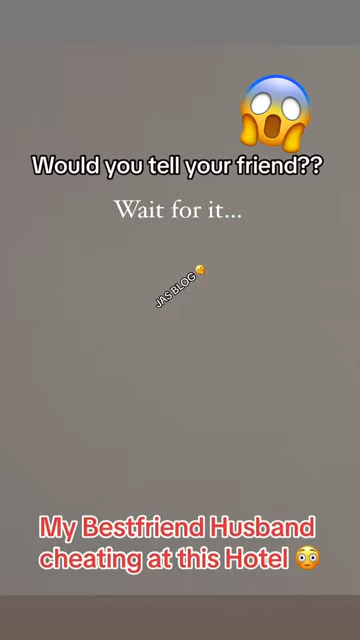 Would you tell your friend??
Wait for it...
JAS BLOG
My Bestfriend Husband
cheating at this Hotel